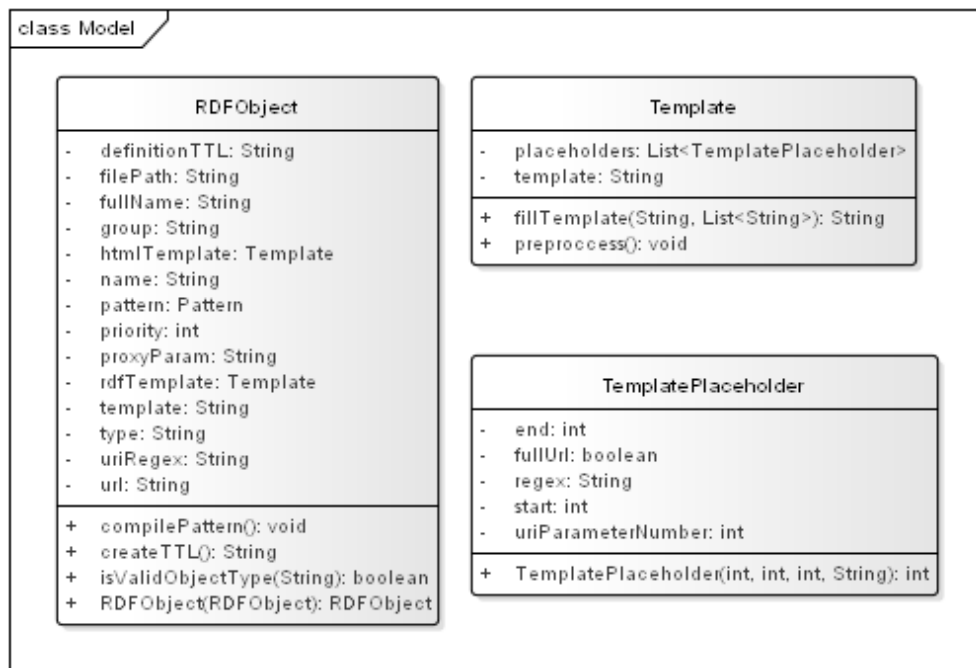 class Model
RDFObject
- definitionTTL: String
- filePath: String
- fullName: String
- group: String
- htmlTemplate: Template
- name: String
- pattern: Pattern
- priority: int
- proxyParam: String
- rdfTemplate: Template
- template: String
- type: String
- uriRegex: String
- url: String
+ compilePattern(): void
+ createTTL(): String
+ isValidObjectType(String): boolean
+ RDFObject(RDFObject): RDFObject
Template
- placeholders: List<TemplatePlaceholder>
- template: String
+ fillTemplate(String, List<String>): String
+ preproccess(): void
TemplatePlaceholder
- end: int
- fullUrl: boolean
- regex: String
- start: int
- uriParameterNumber: int
+ TemplatePlaceholder(int, int, int, String): int